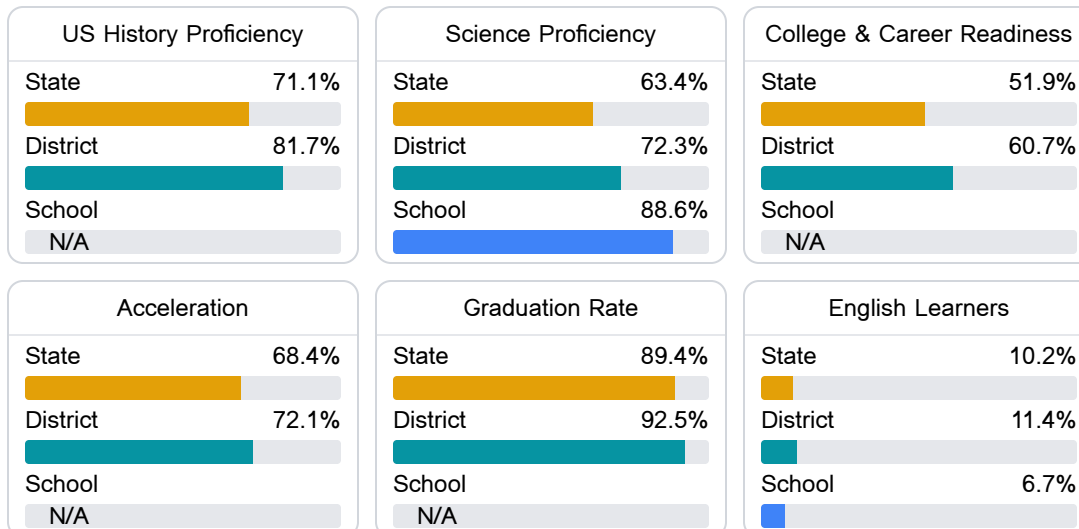 US History Proficiency
State 71.1%
District 81.7%
School
N/A
Science Proficiency
State 63.4%
District 72.3%
School 88.6%
College & Career Readiness
State 51.9%
District 60.7%
School
N/A
Acceleration
State 68.4%
District 72.1%
School
N/A
Graduation Rate
State 89.4%
District 92.5%
School
N/A
English Learners
State 10.2%
District 11.4%
School 6.7%